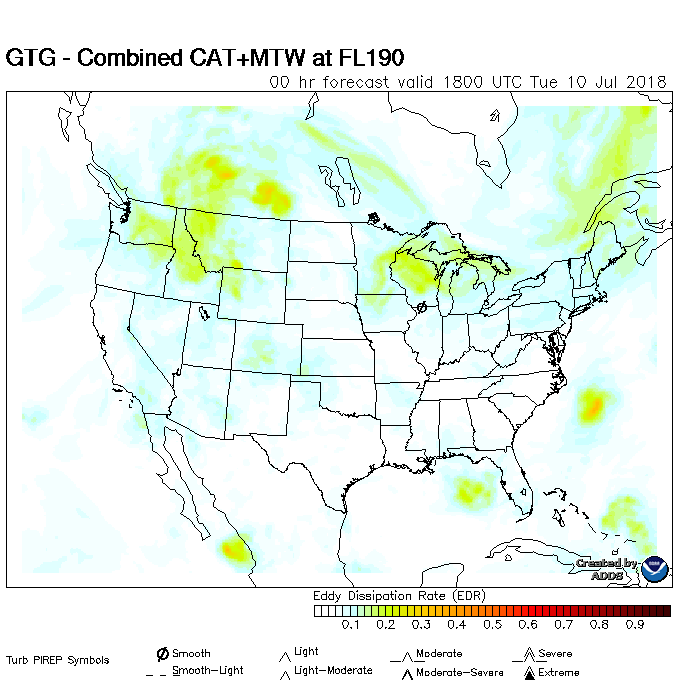 GTG - Combined CAT+MTW at FL190
00 hr forecast valid 1800 UTC Tue 10 Jul 2018
Created by
ADDS
Eddy Dissipation Rate (EDR)
0.1 0.2 0.3 0.4 0.5 0.6 0.7 0.8 0.9
Turb PIREP Symbols
Smooth Light Moderate Severe
Smooth-Light Light-Moderate Moderate-Severe Extreme